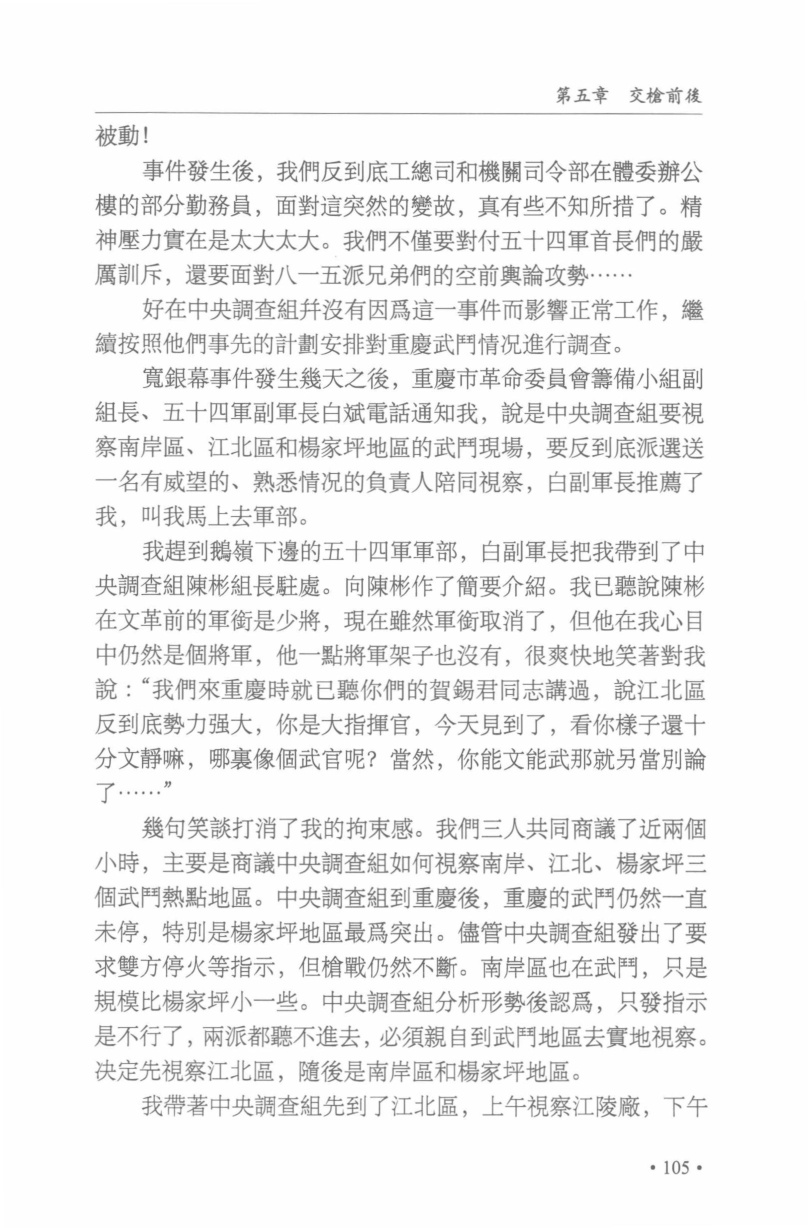 第五章　交槍前後
被動！
事件發生後，我們反到底工總司和機關司令部在體委辦公
樓的部分勤務員，面對這突然的變故，真有些不知所措了。精
神壓力實在是太大太大。我們不僅要對付五十四軍首長們的嚴
厲訓斥，還要面對八一五派兄弟們的空前輿論攻勢……
好在中央調查組幷沒有因爲這一事件而影響正常工作，繼
續按照他們事先的計劃安排對重慶武鬥情况進行調查。
寬銀幕事件發生幾天之後，重慶市革命委員會籌備小組副
組長、五十四軍副軍長白斌電話通知我，說是中央調查組要視
察南岸區、江北區和楊家坪地區的武鬥現場，要反到底派選送
一名有威望的、熟悉情况的負責人陪同視察，白副軍長推薦了
我，叫我馬上去軍部。
我趕到鵝嶺下邊的五十四軍軍部，白副軍長把我帶到了中
央調查組陳彬組長駐處。向陳彬作了簡要介紹。我已聽說陳彬
在文革前的軍銜是少將，現在雖然軍銜取消了，但他在我心目
中仍然是個將軍，他一點將軍架子也沒有，很爽快地笑著對我
說：“我們來重慶時就已聽你們的賀錫君同志講過，說江北區
反到底勢力强大，你是大指揮官，今天見到了，看你樣子還十
分文靜嘛，哪裏像個武官呢？當然，你能文能武那就另當別論
了……”
幾句笑談打消了我的拘束感。我們三人共同商議了近兩個
小時，主要是商議中央調查組如何視察南岸、江北、楊家坪三
個武鬥熱點地區。中央調查組到重慶後，重慶的武鬥仍然一直
未停，特別是楊家坪地區最爲突出。儘管中央調查組發出了要
求雙方停火等指示，但槍戰仍然不斷。南岸區也在武鬥，只是
規模比楊家坪小一些。中央調查組分析形勢後認爲，只發指示
是不行了，兩派都聽不進去，必須親自到武鬥地區去實地視察。
决定先視察江北區，隨後是南岸區和楊家坪地區。
我帶著中央調查組先到了江北區，上午視察江陵廠，下午
·105·